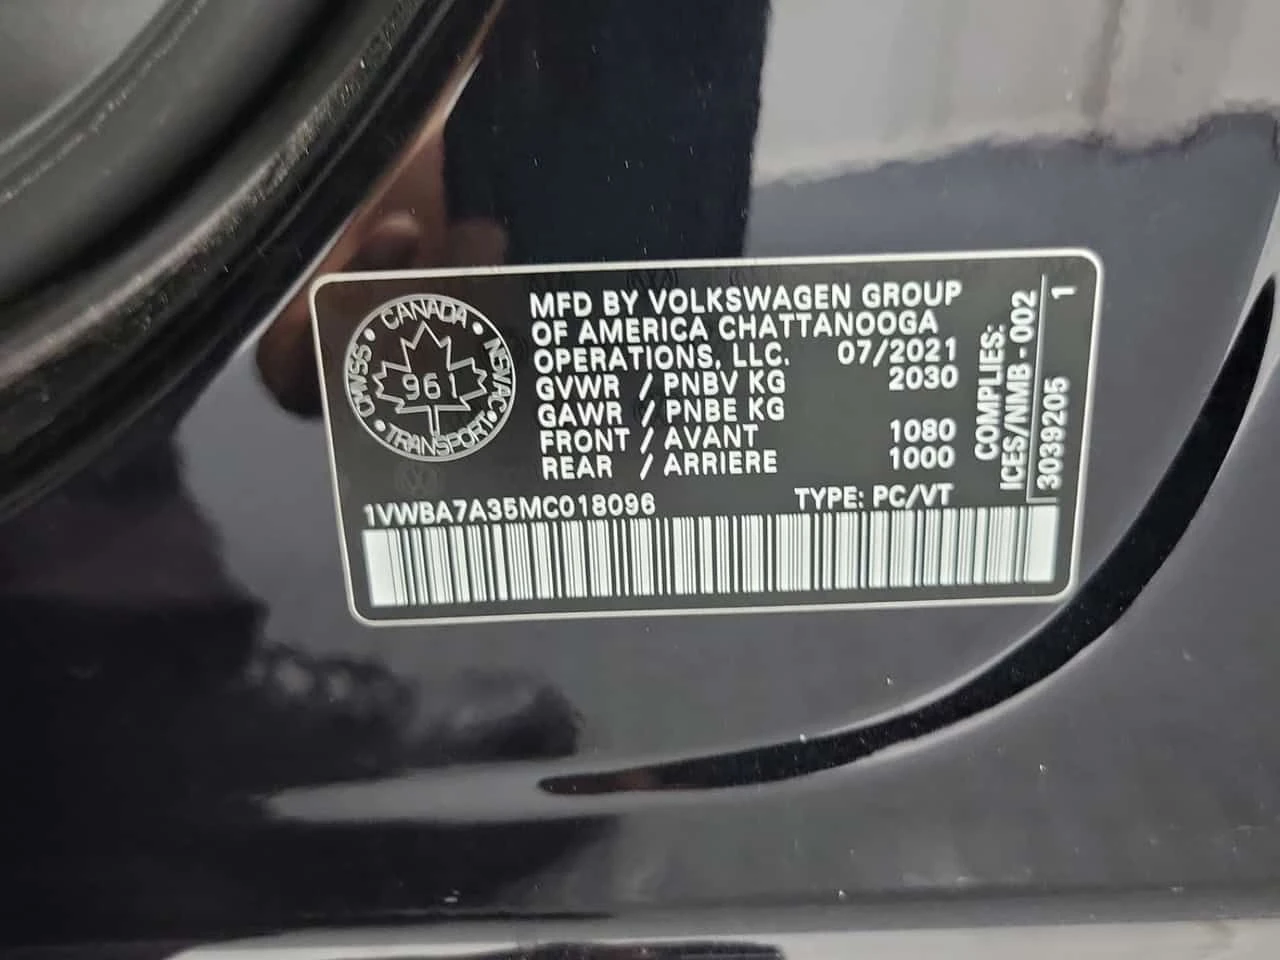 CANADA
CMVSS NSVAC
961
TRANSPORT
MFD BY VOLKSWAGEN GROUP
OF AMERICA CHATTANOOGA
OPERATIONS, LLC. 07/2021
GVWR / PNBV KG 2030
GAWR / PNBE KG
FRONT / AVANT 1080
REAR / ARRIERE 1000
1VWBA7A35MC018096 TYPE: PC/VT
COMPLIES:
ICES/NMB-002
3039205 1